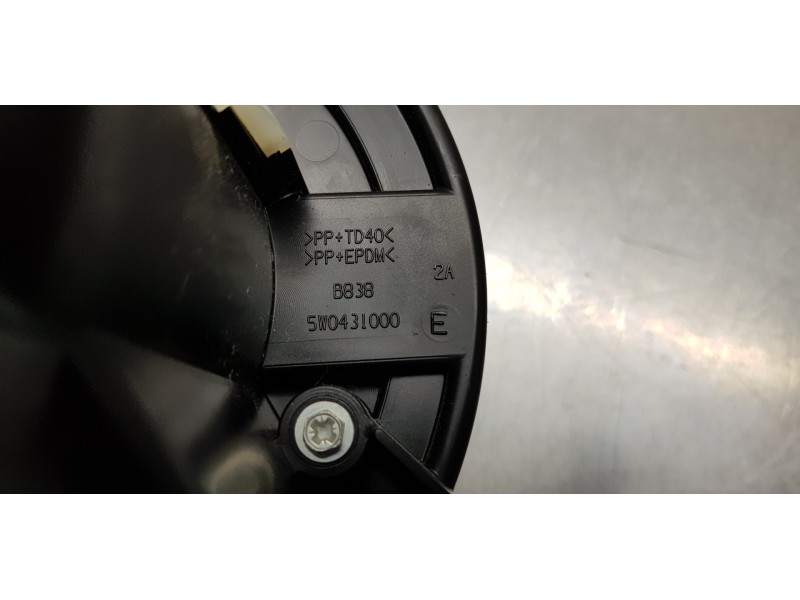 >PP+TD40<
>PP+EPDM<
2A
B838
5W0431000
E